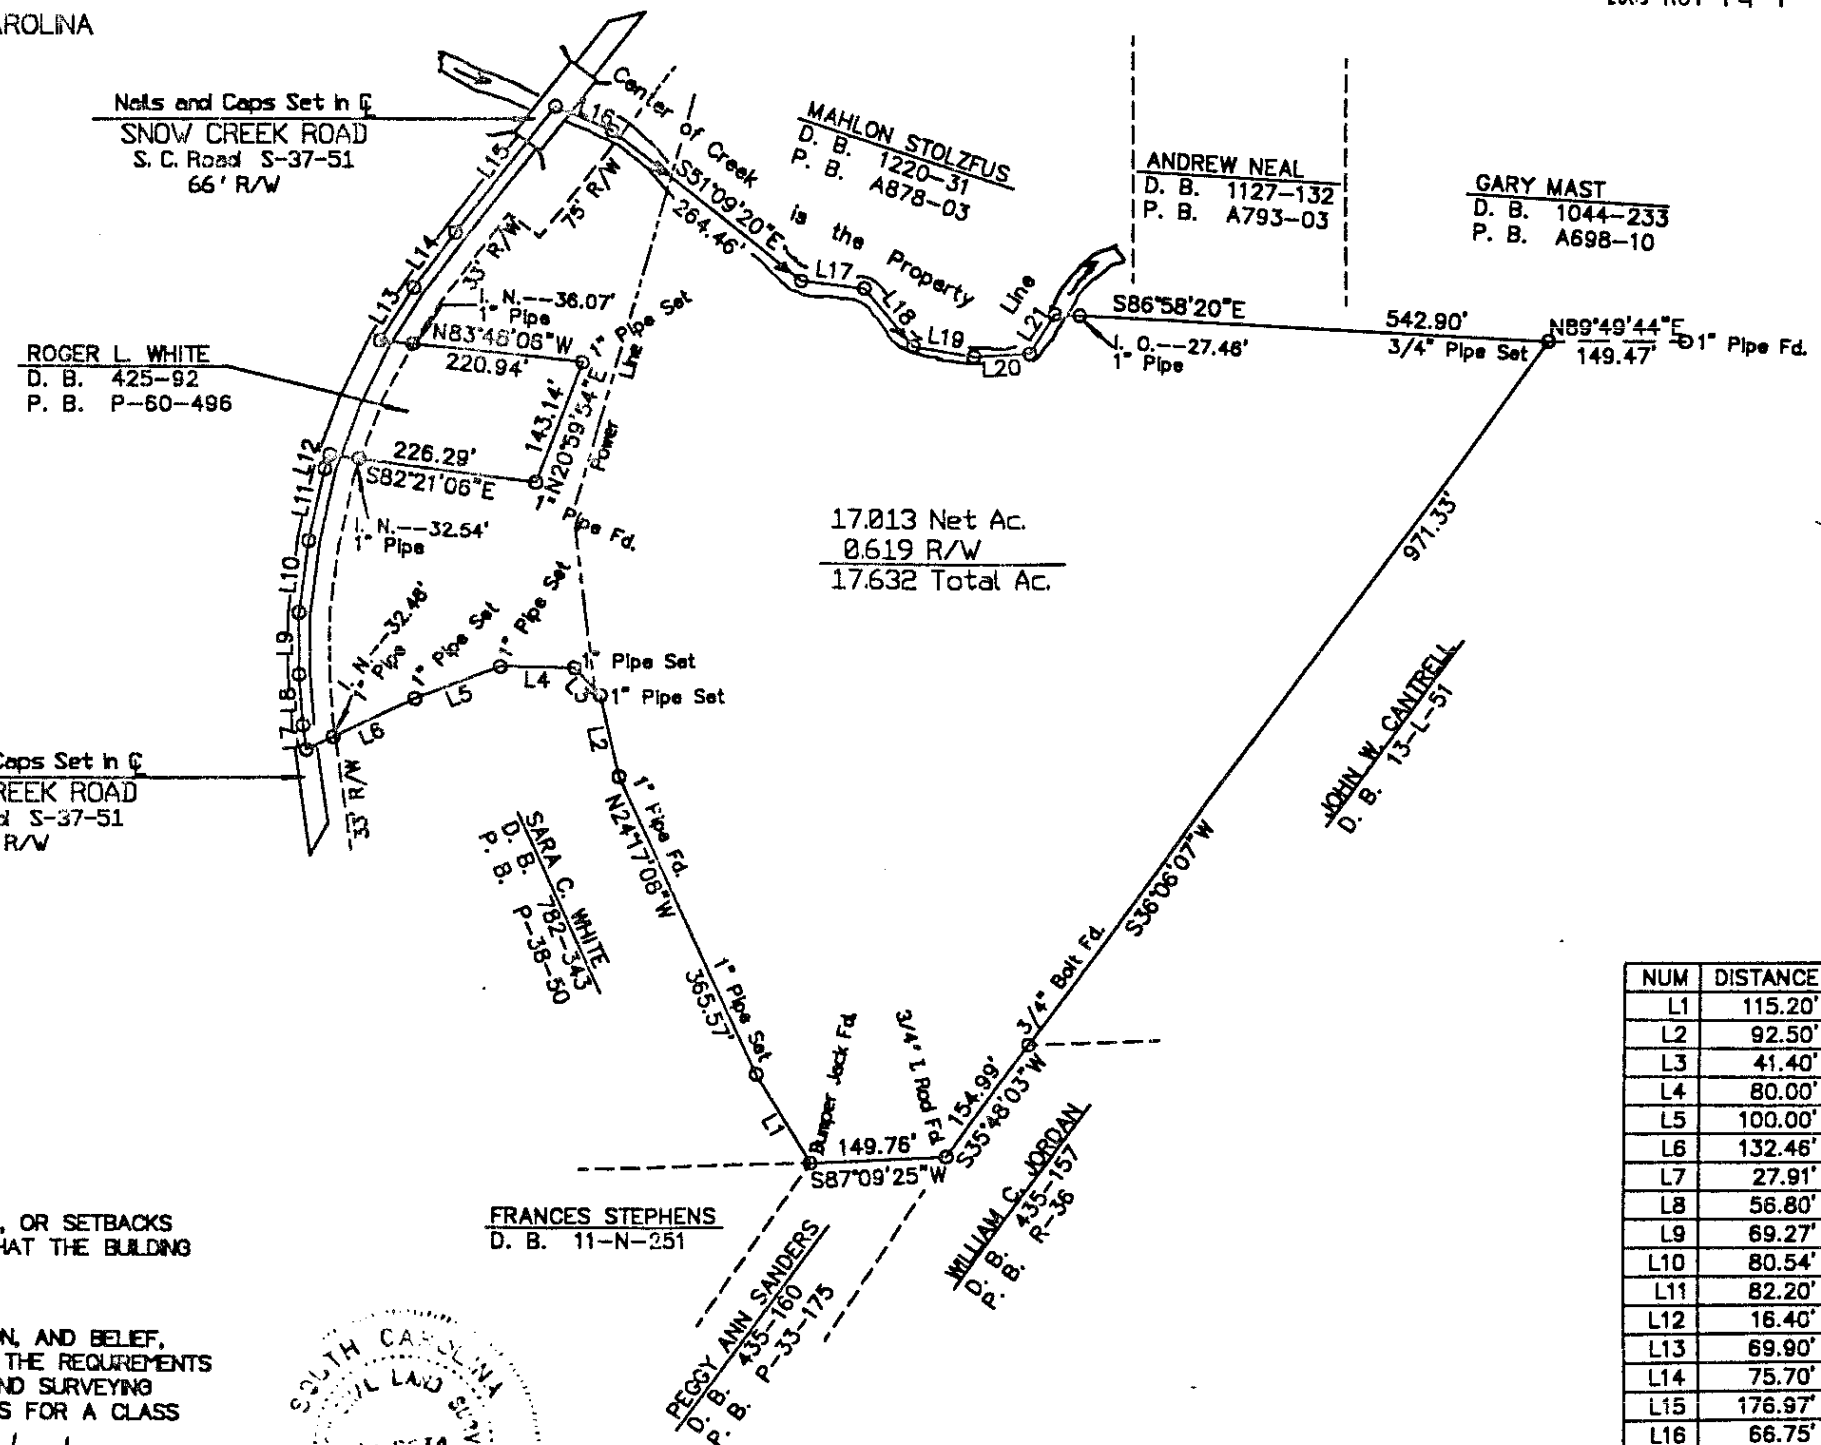 AROLINA
Nails and Caps Set in ℄
SNOW CREEK ROAD
S. C. Road S-37-51
66' R/W
L16
Center of Creek is the Property Line
L15
L14
L13
33' R/W
75' R/W
S51°09'20"E
264.46'
MAHLON STOLZFUS
D. B. 1220-31
P. B. A878-03
ANDREW NEAL
D. B. 1127-132
P. B. A793-03
GARY MAST
D. B. 1044-233
P. B. A698-10
L17
L18
L19
L20
L21
S86°58'20"E
542.90'
3/4" Pipe Set
I. O.--27.46'
1" Pipe
N89°49'44"E
149.47'
1" Pipe Fd.
I. N.--36.07'
1" Pipe
N83°48'06"W
220.94'
1" Pipe Set
Power Line
ROGER L. WHITE
D. B. 425-92
P. B. P-60-496
143.14'
N20°59'54"E
226.29'
S82°21'06"E
1" Pipe Fd.
I. N.--32.54'
1" Pipe
L12
L11
L10
L9
L8
L7
17.013 Net Ac.
0.619 R/W
17.632 Total Ac.
971.33'
S36°06'07"W
JOHN W. CANTRELL
D. B. 13-L-51
I. N.--32.48'
1" Pipe
1" Pipe Set
1" Pipe Set
L6
L5
L4
L3
1" Pipe Set
1" Pipe Set
L2
Caps Set in ℄
REEK ROAD
d S-37-51
R/W
33' R/W
1" Pipe Fd.
N24°17'08"W
365.57'
1" Pipe Set
SARA C. WHITE
D. B. 782-343
P. B. P-38-50
L1
Bumper Jack Fd.
3/4" I. Rod Fd.
3/4" Bolt Fd.
154.99'
S35°48'03"W
149.76'
S87°09'25"W
FRANCES STEPHENS
D. B. 11-N-251
PEGGY ANN SANDERS
D. B. 435-160
P. B. P-33-175
WILLIAM C. JORDAN
D. B. 435-157
P. B. R-36
, OR SETBACKS
HAT THE BUILDING
ON, AND BELIEF,
THE REQUIREMENTS
ND SURVEYING
S FOR A CLASS
SOUTH CAROLINA
LAND
NUM DISTANCE
L1 115.20'
L2 92.50'
L3 41.40'
L4 80.00'
L5 100.00'
L6 132.46'
L7 27.91'
L8 56.80'
L9 69.27'
L10 80.54'
L11 82.20'
L12 16.40'
L13 69.90'
L14 75.70'
L15 176.97'
L16 66.75'